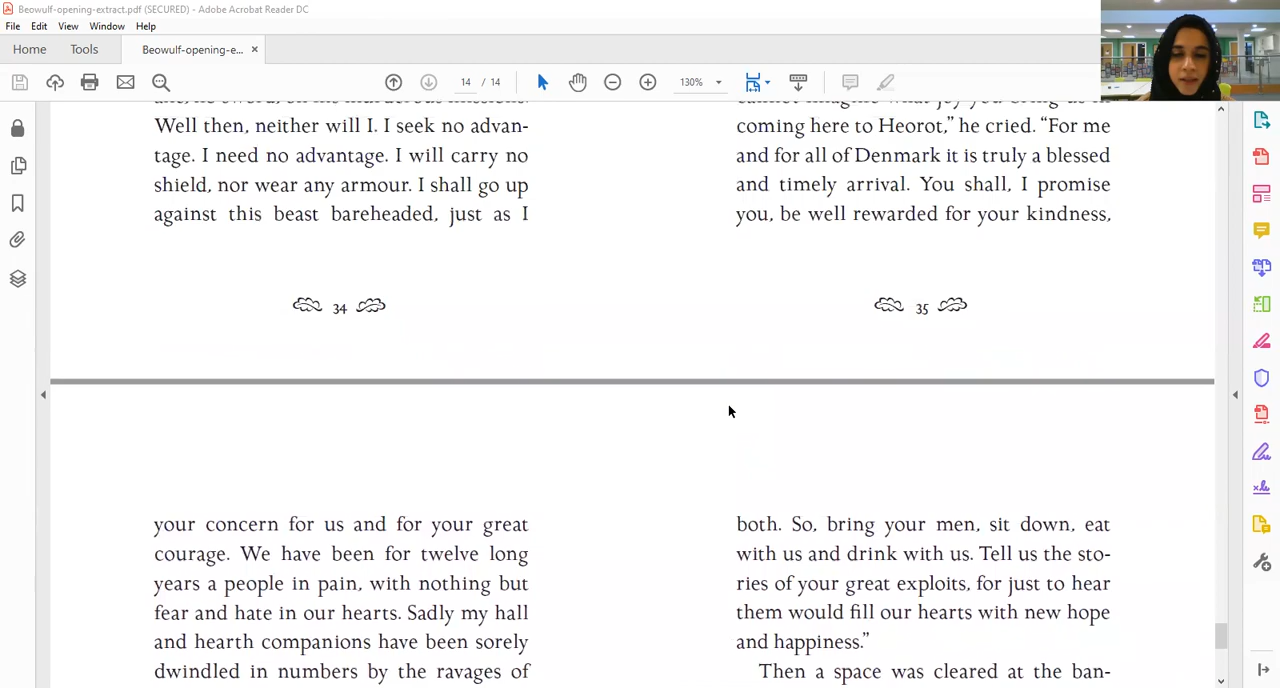 Beowulf-opening-extract.pdf (SECURED) - Adobe Acrobat Reader DC
File Edit View Window Help
Home Tools Beowulf-opening-e... ×
14 / 14 130%
Well then, neither will I. I seek no advan-
tage. I need no advantage. I will carry no
shield, nor wear any armour. I shall go up
against this beast bareheaded, just as I
34
coming here to Heorot,” he cried. “For me
and for all of Denmark it is truly a blessed
and timely arrival. You shall, I promise
you, be well rewarded for your kindness,
35
your concern for us and for your great
courage. We have been for twelve long
years a people in pain, with nothing but
fear and hate in our hearts. Sadly my hall
and hearth companions have been sorely
dwindled in numbers by the ravages of
both. So, bring your men, sit down, eat
with us and drink with us. Tell us the sto-
ries of your great exploits, for just to hear
them would fill our hearts with new hope
and happiness.”
Then a space was cleared at the ban-